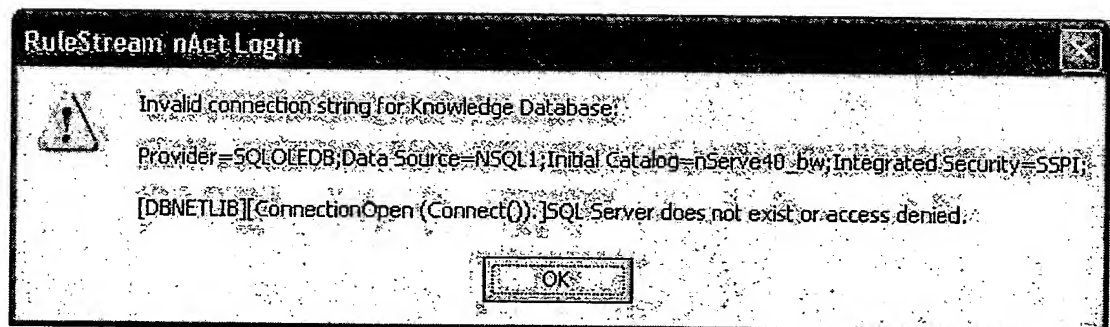 RuleStream nAct Login
Invalid connection string for Knowledge Database:
Provider=SQLOLEDB;Data Source=NSQL1;Initial Catalog=nServe40_bw;Integrated Security=SSPI;
[DBNETLIB][ConnectionOpen (Connect()).]SQL Server does not exist or access denied.
OK